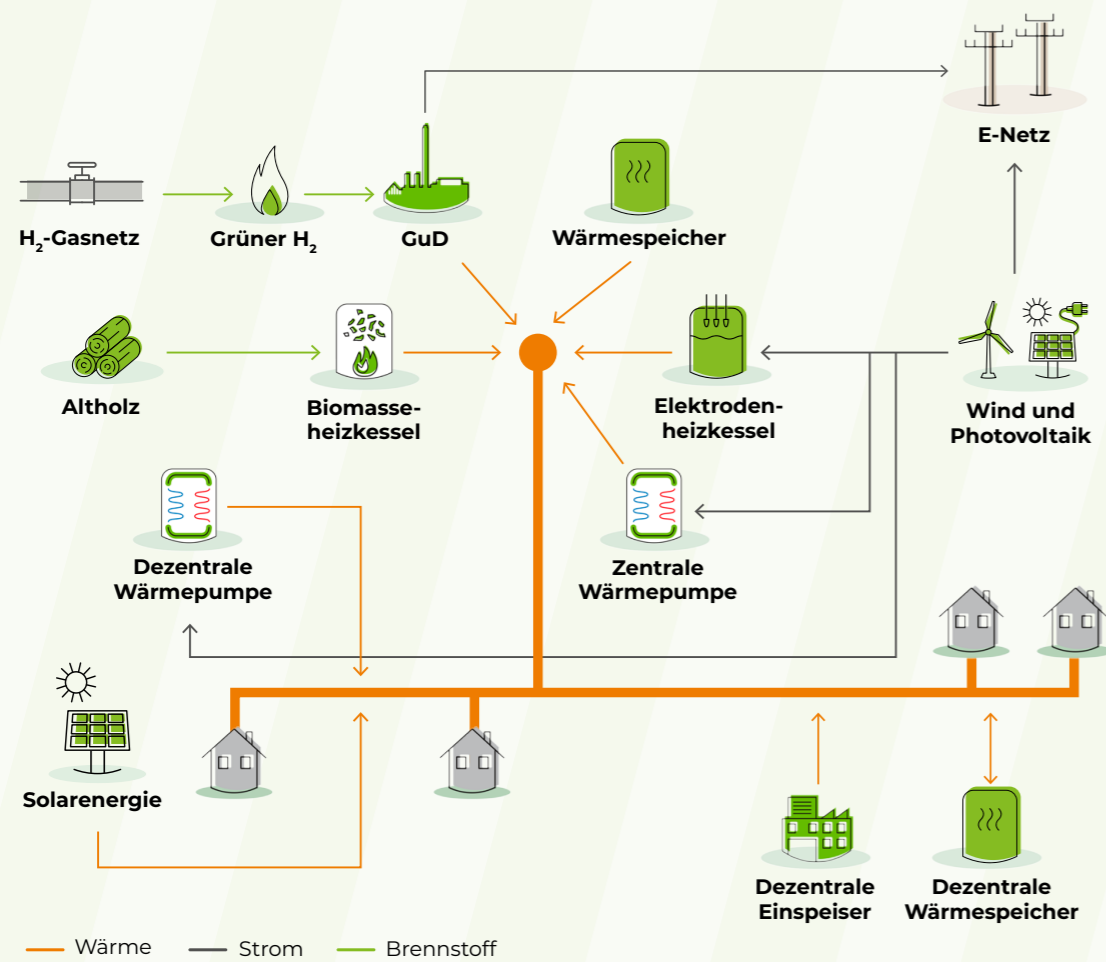 E-Netz
H₂-Gasnetz
Grüner H₂
GuD
Wärmespeicher
Altholz
Biomasse-
heizkessel
Elektroden-
heizkessel
Wind und
Photovoltaik
Dezentrale
Wärmepumpe
Zentrale
Wärmepumpe
Solarenergie
Dezentrale
Einspeiser
Dezentrale
Wärmespeicher
Wärme
Strom
Brennstoff